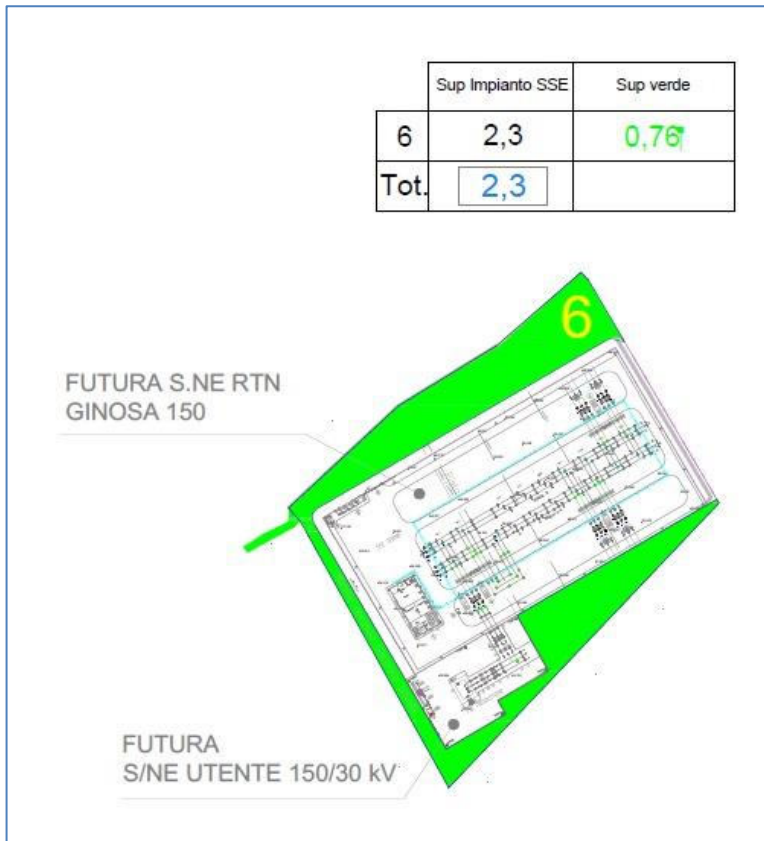 Sup Impianto SSE Sup verde
6 2,3 0,76
Tot. 2,3
6
FUTURA S.NE RTN
GINOSA 150
FUTURA
S/NE UTENTE 150/30 kV